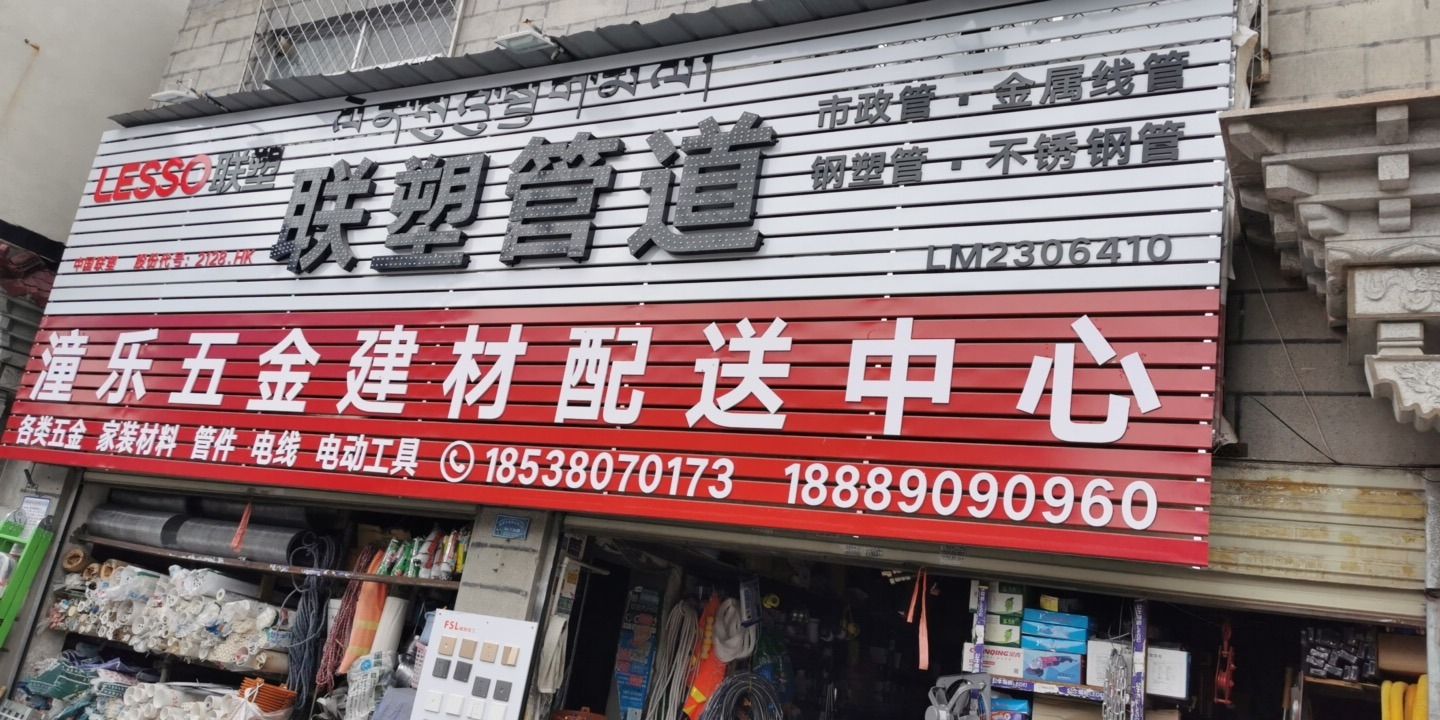 市政管·金属线管
LESSO联塑
联塑管道
钢塑管·不锈钢管
中国联塑 股份代号：2128.HK
LM2306410
潼乐五金建材配送中心
各类五金 家装材料 管件 电线 电动工具 18538070173 18889090960
FSL